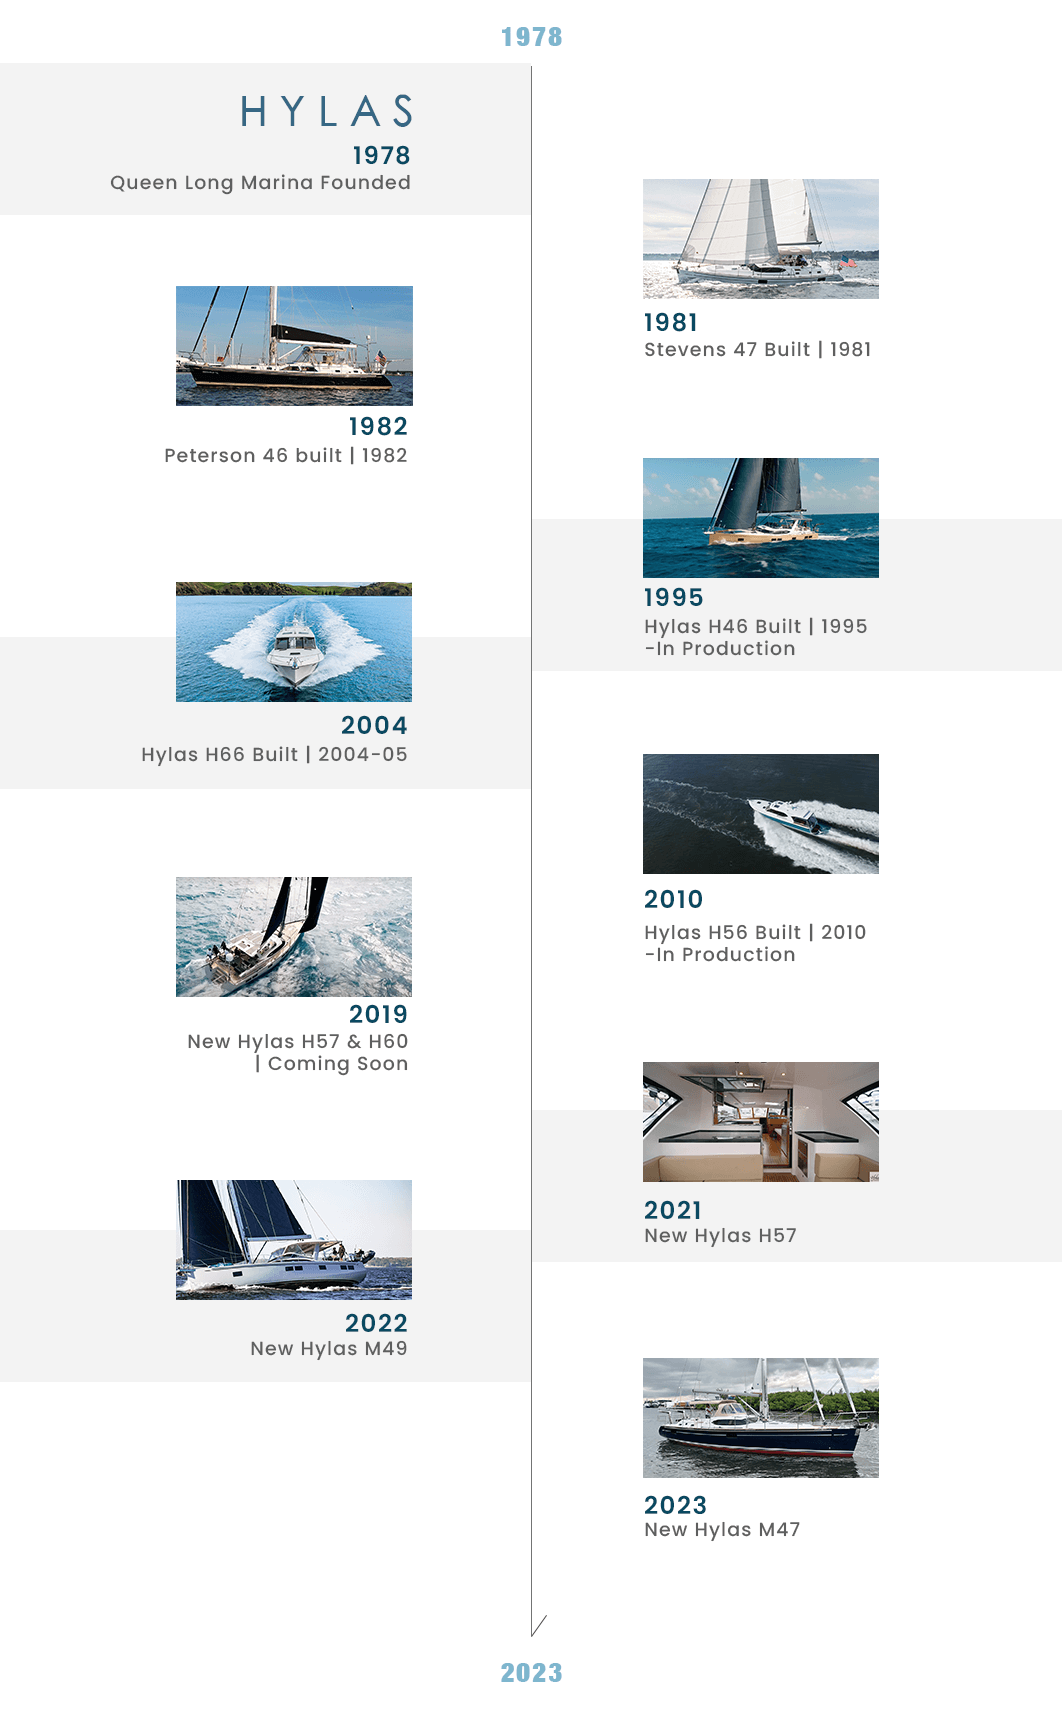 1978
HYLAS
1978
Queen Long Marina Founded
1981
Stevens 47 Built | 1981
1982
Peterson 46 built | 1982
1995
Hylas H46 Built | 1995
-In Production
2004
Hylas H66 Built | 2004-05
2010
Hylas H56 Built | 2010
-In Production
2019
New Hylas H57 & H60
| Coming Soon
2021
New Hylas H57
2022
New Hylas M49
2023
New Hylas M47
2023